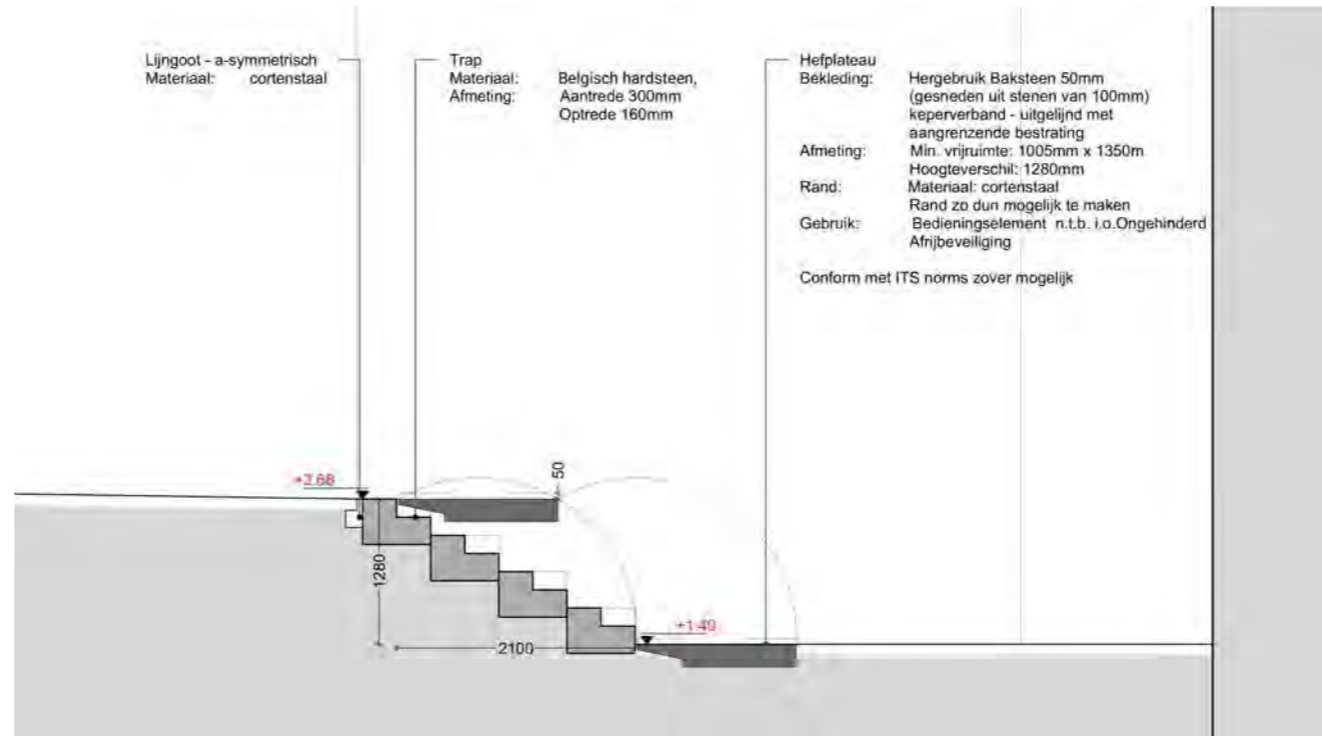 Lijngoot - a-symmetrisch
Materiaal: cortenstaal
Trap
Materiaal: Belgisch hardsteen,
Afmeting: Aantrede 300mm
Optrede 160mm
Hefplateau
Bekleding: Hergebruik Baksteen 50mm
(gesneden uit stenen van 100mm)
keperverband - uitgelijnd met
aangrenzende bestrating
Afmeting: Min. vrijruimte: 1005mm x 1350m
Hoogteverschil: 1280mm
Rand: Materiaal: cortenstaal
Rand zo dun mogelijk te maken
Gebruik: Bedieningselement n.t.b. i.o.Ongehinderd
Afrijbeveiliging
Conform met ITS norms zover mogelijk
+2.68
50
1280
+1.40
2100